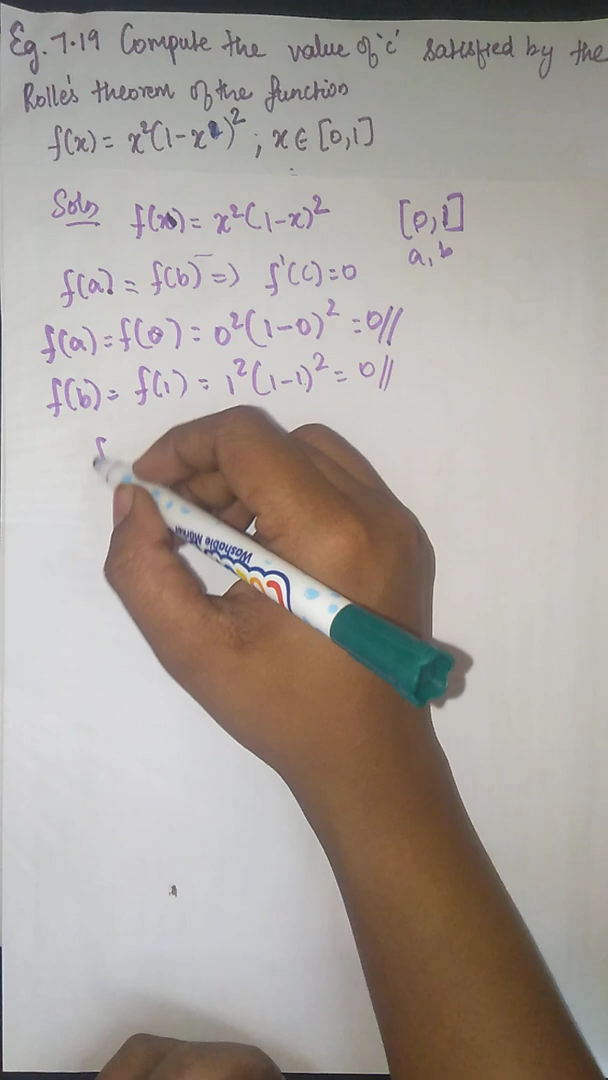 Eg. 7.19 Compute the value of 'c' satisfied by the
Rolle's theorem of the function
f(x) = x²(1-x)² ; x ∈ [0,1]
Soln f(x) = x²(1-x)² [0,1]
a, b
f(a) = f(b) => f'(c) = 0
f(a) = f(0) = 0²(1-0)² = 0//
f(b) = f(1) = 1²(1-1)² = 0//
Washable Marker